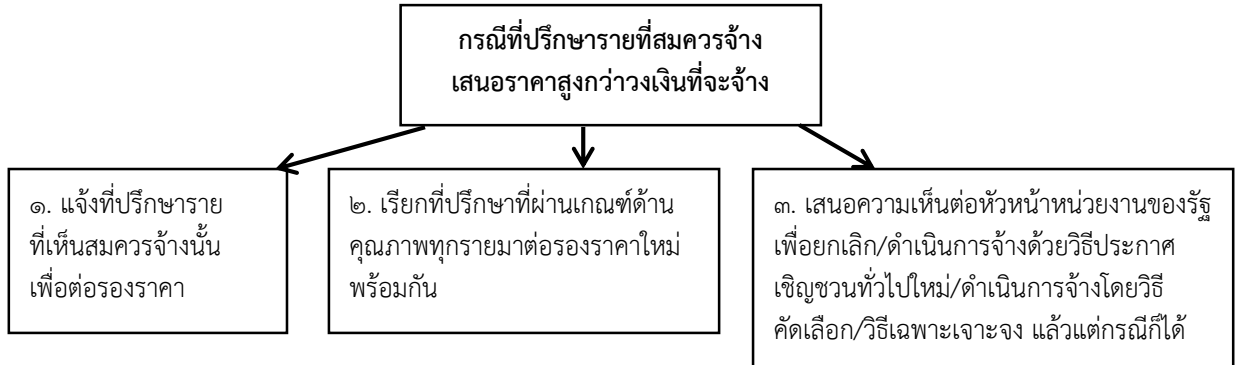 กรณีที่ปรึกษารายที่สมควรจ้าง
เสนอราคาสูงกว่าวงเงินที่จะจ้าง
๑. แจ้งที่ปรึกษาราย
ที่เห็นสมควรจ้างนั้น
เพื่อต่อรองราคา
๒. เรียกที่ปรึกษาที่ผ่านเกณฑ์ด้าน
คุณภาพทุกรายมาต่อรองราคาใหม่
พร้อมกัน
๓. เสนอความเห็นต่อหัวหน้าหน่วยงานของรัฐ
เพื่อยกเลิก/ดำเนินการจ้างด้วยวิธีประกาศ
เชิญชวนทั่วไปใหม่/ดำเนินการจ้างโดยวิธี
คัดเลือก/วิธีเฉพาะเจาะจง แล้วแต่กรณีก็ได้